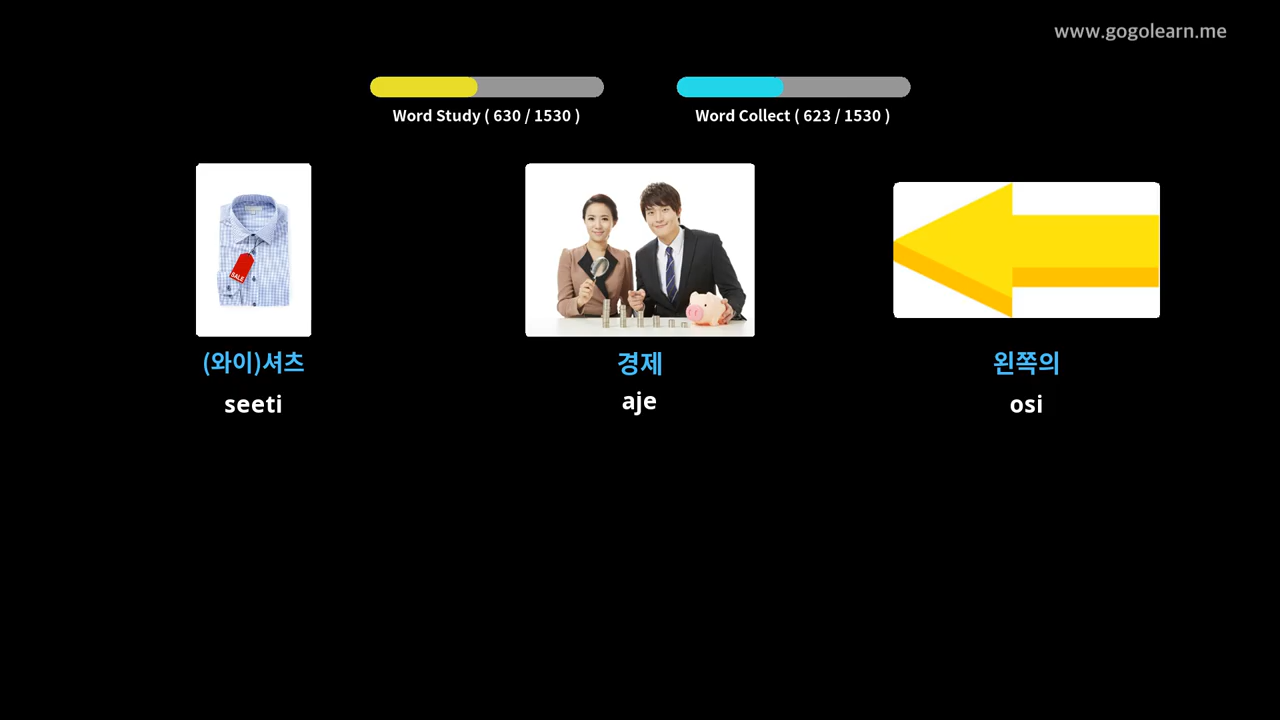 www.gogolearn.me
Word Study ( 630 / 1530 )
Word Collect ( 623 / 1530 )
SALE
(와이)셔츠
경제
왼쪽의
seeti
aje
osi